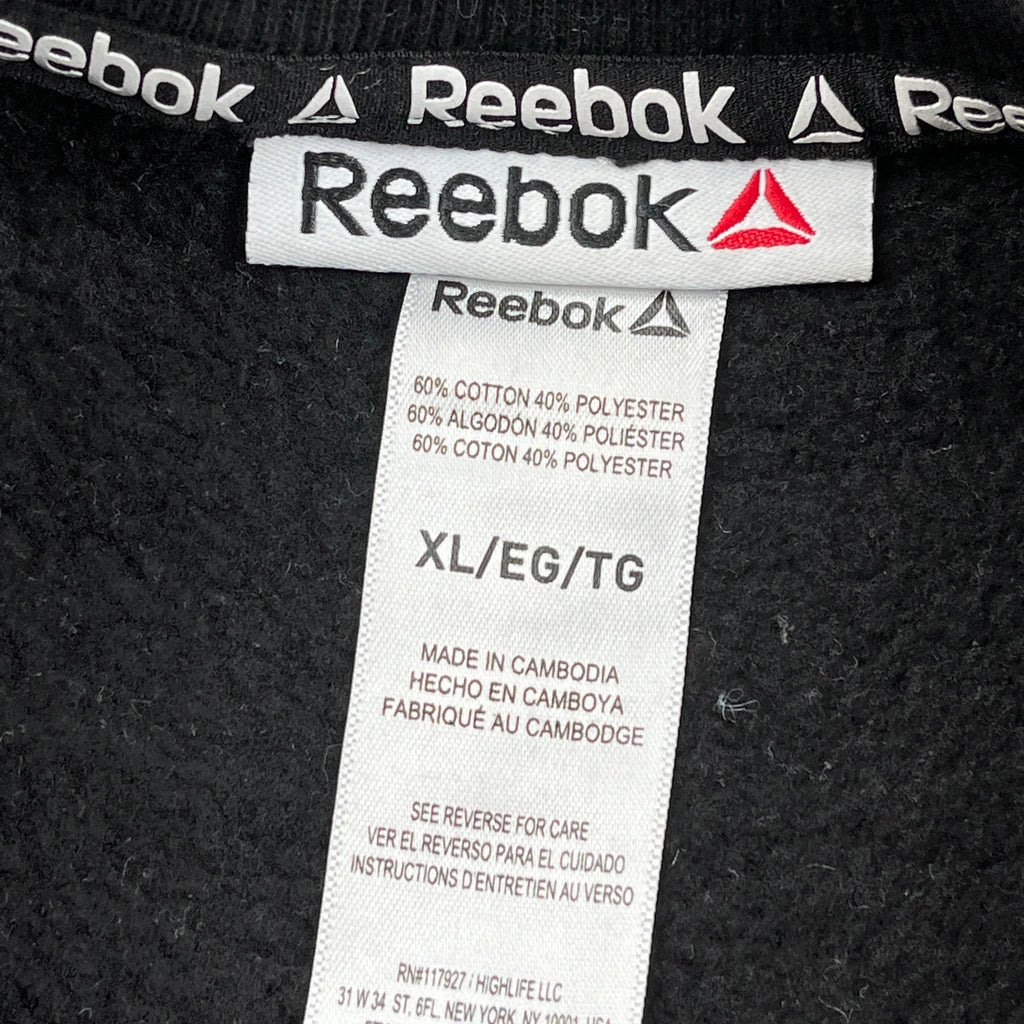 Reebok Reebok Ree
Reebok
Reebok
60% COTTON 40% POLYESTER
60% ALGODÓN 40% POLIÉSTER
60% COTON 40% POLYESTER
XL/EG/TG
MADE IN CAMBODIA
HECHO EN CAMBOYA
FABRIQUÉ AU CAMBODGE
SEE REVERSE FOR CARE
VER EL REVERSO PARA EL CUIDADO
INSTRUCTIONS D'ENTRETIEN AU VERSO
RN#117927 / HIGHLIFE LLC
31 W 34 ST, 6FL. NEW YORK, NY 10001, USA